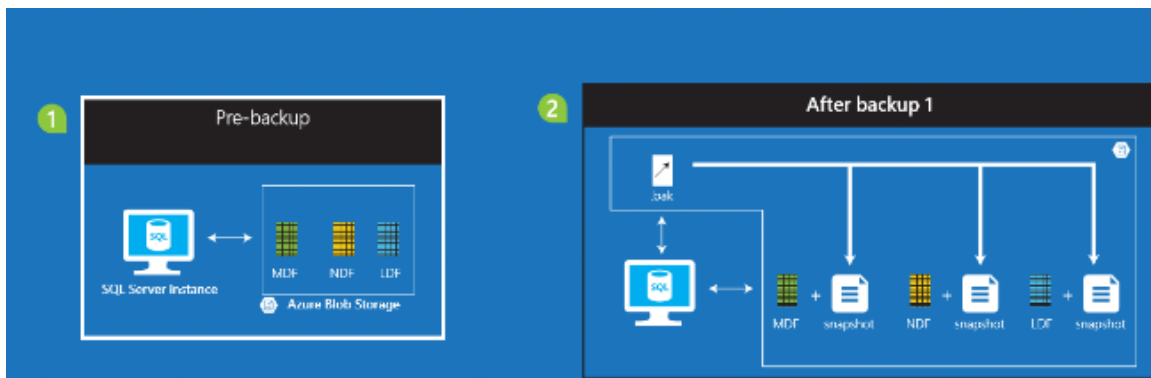 1
Pre-backup
SQL
SQL Server Instance
MDF
NDF
LDF
Azure Blob Storage
2
After backup 1
.bak
SQL
MDF
+
snapshot
NDF
+
snapshot
LDF
+
snapshot